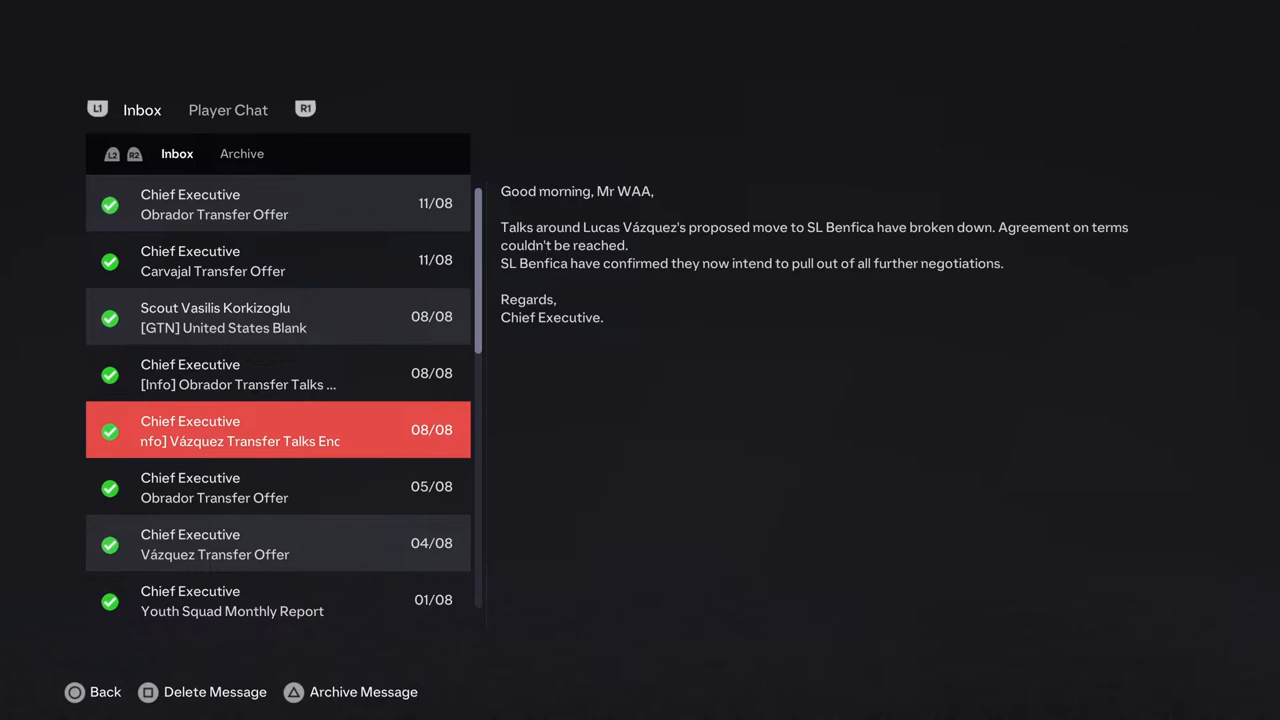 L1 Inbox Player Chat R1
L2 R2 Inbox Archive
Chief Executive
Obrador Transfer Offer
11/08
Chief Executive
Carvajal Transfer Offer
11/08
Scout Vasilis Korkizoglu
[GTN] United States Blank
08/08
Chief Executive
[Info] Obrador Transfer Talks ...
08/08
Chief Executive
nfo] Vázquez Transfer Talks Enc
08/08
Chief Executive
Obrador Transfer Offer
05/08
Chief Executive
Vázquez Transfer Offer
04/08
Chief Executive
Youth Squad Monthly Report
01/08
Good morning, Mr WAA,
Talks around Lucas Vázquez's proposed move to SL Benfica have broken down. Agreement on terms
couldn't be reached.
SL Benfica have confirmed they now intend to pull out of all further negotiations.
Regards,
Chief Executive.
Back Delete Message Archive Message